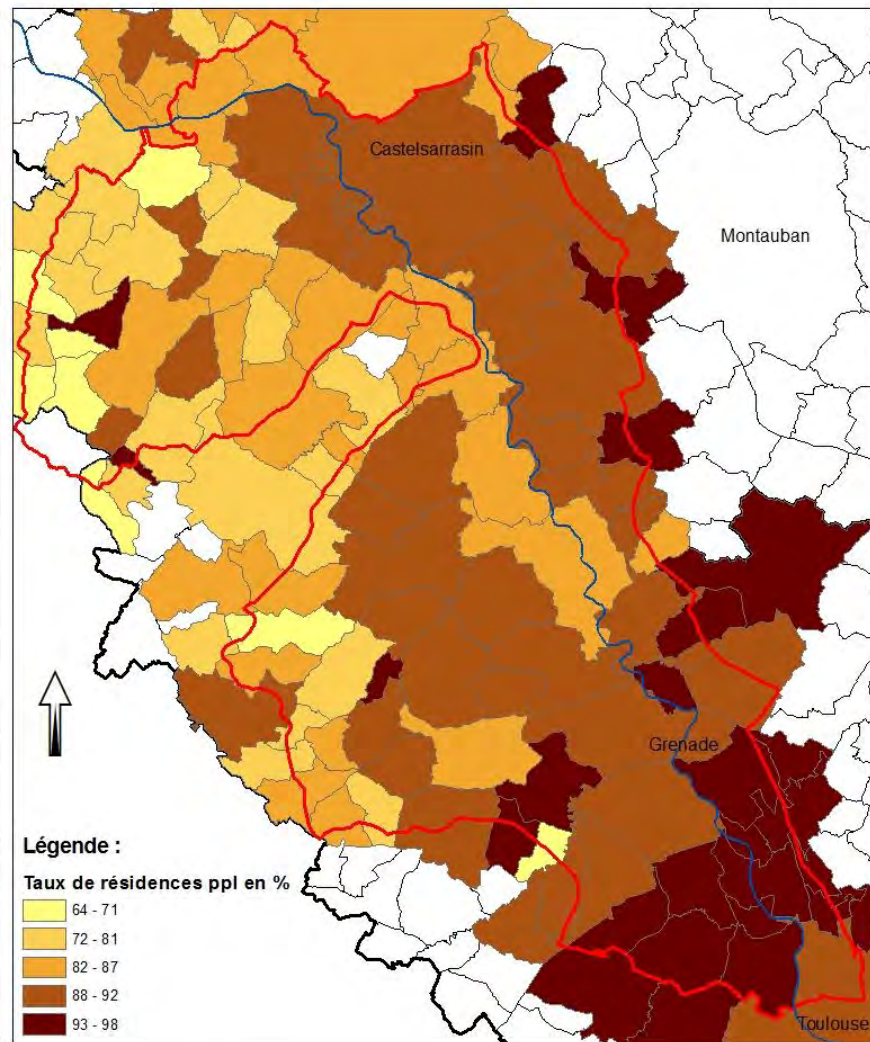 Castelsarrasin
Montauban
Grenade
Légende :
Taux de résidences ppl en %
64 - 71
72 - 81
82 - 87
88 - 92
93 - 98
Toulouse